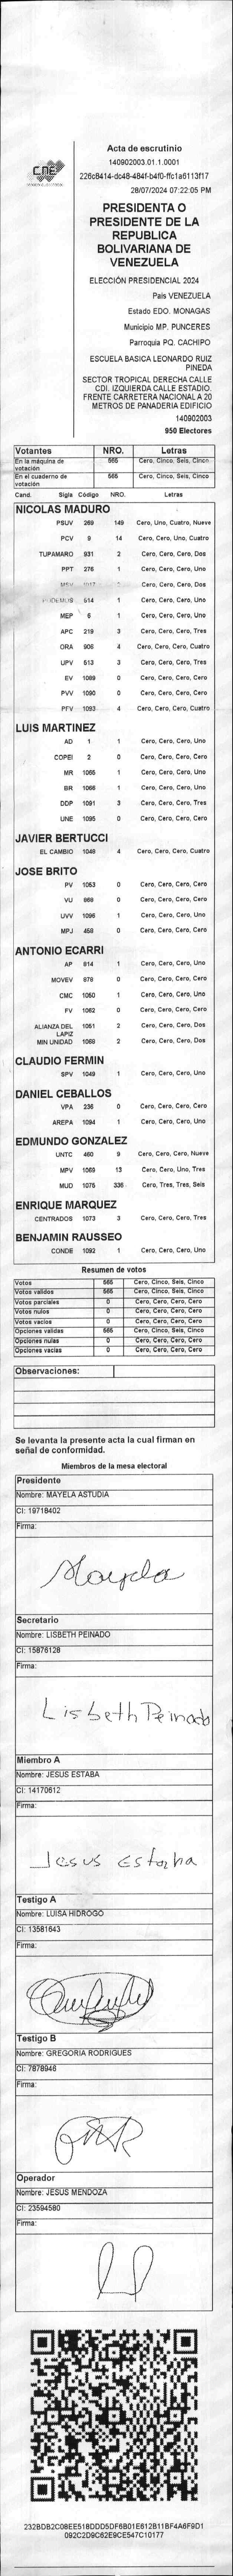 CNE
Acta de escrutinio
140902003.01.1.0001
226c8414-dc48-484f-b4f0-ffc1a6113f17
28/07/2024 07:22:05 PM
PRESIDENTA O
PRESIDENTE DE LA
REPUBLICA
BOLIVARIANA DE
VENEZUELA
ELECCIÓN PRESIDENCIAL 2024
País VENEZUELA
Estado EDO. MONAGAS
Municipio MP. PUNCERES
Parroquia PQ. CACHIPO
ESCUELA BASICA LEONARDO RUIZ
PINEDA
SECTOR TROPICAL DERECHA CALLE
CDI. IZQUIERDA CALLE ESTADIO.
FRENTE CARRETERA NACIONAL A 20
METROS DE PANADERIA EDIFICIO
140902003
950 Electores
Votantes NRO. Letras
En la máquina de votación 565 Cero, Cinco, Seis, Cinco
En el cuaderno de votación 565 Cero, Cinco, Seis, Cinco
Cand. Sigla Código NRO. Letras
NICOLAS MADURO
PSUV 269 149 Cero, Uno, Cuatro, Nueve
PCV 9 14 Cero, Cero, Uno, Cuatro
TUPAMARO 931 2 Cero, Cero, Cero, Dos
PPT 276 1 Cero, Cero, Cero, Uno
Cero, Cero, Cero, Dos
PODEMOS 514 1 Cero, Cero, Cero, Uno
MEP 6 1 Cero, Cero, Cero, Uno
APC 219 3 Cero, Cero, Cero, Tres
ORA 906 4 Cero, Cero, Cero, Cuatro
UPV 513 3 Cero, Cero, Cero, Tres
EV 1089 0 Cero, Cero, Cero, Cero
PVV 1090 0 Cero, Cero, Cero, Cero
PFV 1093 4 Cero, Cero, Cero, Cuatro
LUIS MARTINEZ
AD 1 1 Cero, Cero, Cero, Uno
COPEI 2 0 Cero, Cero, Cero, Cero
MR 1055 1 Cero, Cero, Cero, Uno
BR 1066 1 Cero, Cero, Cero, Uno
DDP 1091 3 Cero, Cero, Cero, Tres
UNE 1095 0 Cero, Cero, Cero, Cero
JAVIER BERTUCCI
EL CAMBIO 1048 4 Cero, Cero, Cero, Cuatro
JOSE BRITO
PV 1053 0 Cero, Cero, Cero, Cero
VU 868 0 Cero, Cero, Cero, Cero
UVV 1096 1 Cero, Cero, Cero, Uno
MPJ 459 0 Cero, Cero, Cero, Cero
ANTONIO ECARRI
AP 814 1 Cero, Cero, Cero, Uno
MOVEV 878 0 Cero, Cero, Cero, Cero
CMC 1050 1 Cero, Cero, Cero, Uno
FV 1062 0 Cero, Cero, Cero, Cero
ALIANZA DEL LAPIZ 1051 2 Cero, Cero, Cero, Dos
MIN UNIDAD 1068 2 Cero, Cero, Cero, Dos
CLAUDIO FERMIN
SPV 1049 1 Cero, Cero, Cero, Uno
DANIEL CEBALLOS
VPA 236 0 Cero, Cero, Cero, Cero
AREPA 1094 1 Cero, Cero, Cero, Uno
EDMUNDO GONZALEZ
UNTC 460 9 Cero, Cero, Cero, Nueve
MPV 1069 13 Cero, Cero, Uno, Tres
MUD 1075 336 Cero, Tres, Tres, Seis
ENRIQUE MARQUEZ
CENTRADOS 1073 3 Cero, Cero, Cero, Tres
BENJAMIN RAUSSEO
CONDE 1092 1 Cero, Cero, Cero, Uno
Resumen de votos
Votos 565 Cero, Cinco, Seis, Cinco
Votos validos 565 Cero, Cinco, Seis, Cinco
Votos parciales 0 Cero, Cero, Cero, Cero
Votos nulos 0 Cero, Cero, Cero, Cero
Votos vacios 0 Cero, Cero, Cero, Cero
Opciones validas 565 Cero, Cinco, Seis, Cinco
Opciones nulas 0 Cero, Cero, Cero, Cero
Opciones vacias 0 Cero, Cero, Cero, Cero
Observaciones:
Se levanta la presente acta la cual firman en
señal de conformidad.
Miembros de la mesa electoral
Presidente
Nombre: MAYELA ASTUDIA
CI: 19718402
Firma:
Mayela
Secretario
Nombre: LISBETH PEINADO
CI: 15876128
Firma:
Lisbeth Peinado
Miembro A
Nombre: JESUS ESTABA
CI: 14170612
Firma:
Jesus Estaba
Testigo A
Nombre: LUISA HIDROGO
CI: 13581643
Firma:
Testigo B
Nombre: GREGORIA RODRIGUES
CI: 7878946
Firma:
Operador
Nombre: JESUS MENDOZA
CI: 23594580
Firma:
232BDB2C08EE518DDD5DF6B01E612B11BF4A6F9D1
092C2D9C62E9CE547C10177